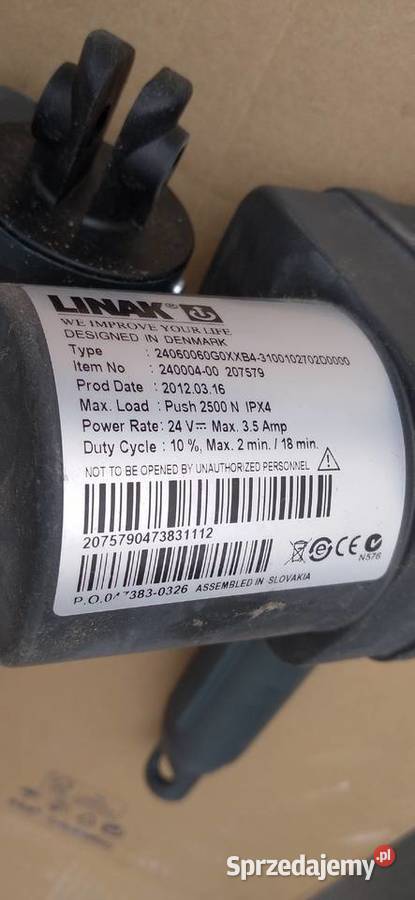 LINAK
WE IMPROVE YOUR LIFE
DESIGNED IN DENMARK
Type : 24060060G0XXB4-3100102702D0000
Item No : 240004-00 207579
Prod Date : 2012.03.16
Max. Load : Push 2500 N IPX4
Power Rate: 24 V⎓ Max. 3.5 Amp
Duty Cycle : 10 %, Max. 2 min. / 18 min.
NOT TO BE OPENED BY UNAUTHORIZED PERSONNEL
2075790473831112
CE
N576
P.O. ASSEMBLED IN SLOVAKIA
Sprzedajemy.pl